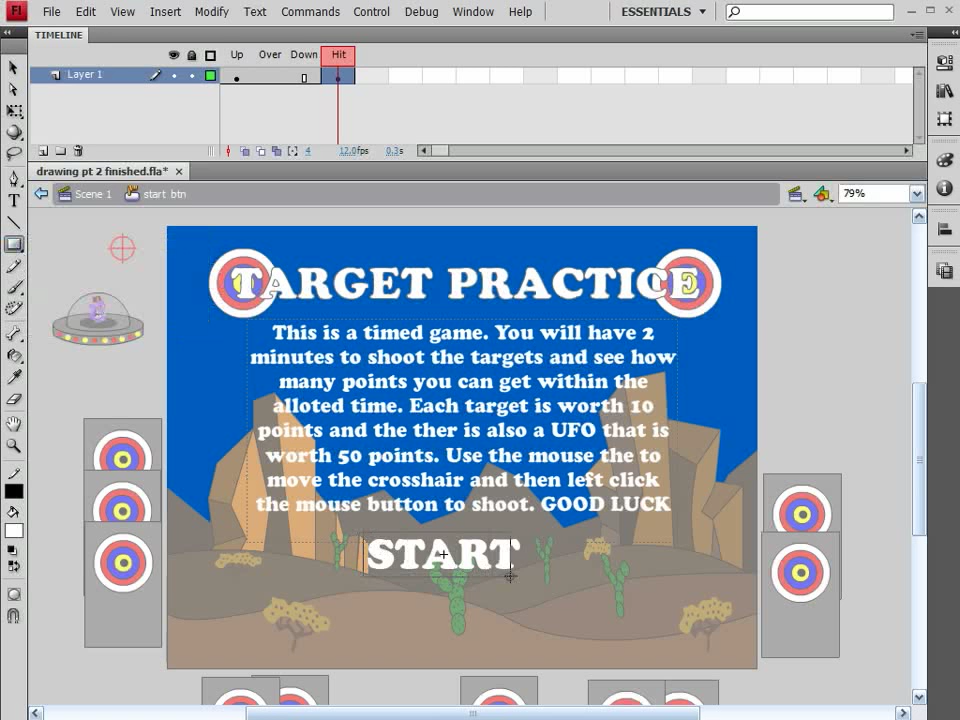 Fl File Edit View Insert Modify Text Commands Control Debug Window Help ESSENTIALS
TIMELINE
Up Over Down Hit
Layer 1
4 12.0fps 0.3s
drawing pt 2 finished.fla*
Scene 1 start btn 79%
TARGET PRACTICE
This is a timed game. You will have 2
minutes to shoot the targets and see how
many points you can get within the
alloted time. Each target is worth 10
points and the ther is also a UFO that is
worth 50 points. Use the mouse the to
move the crosshair and then left click
the mouse button to shoot. GOOD LUCK
START